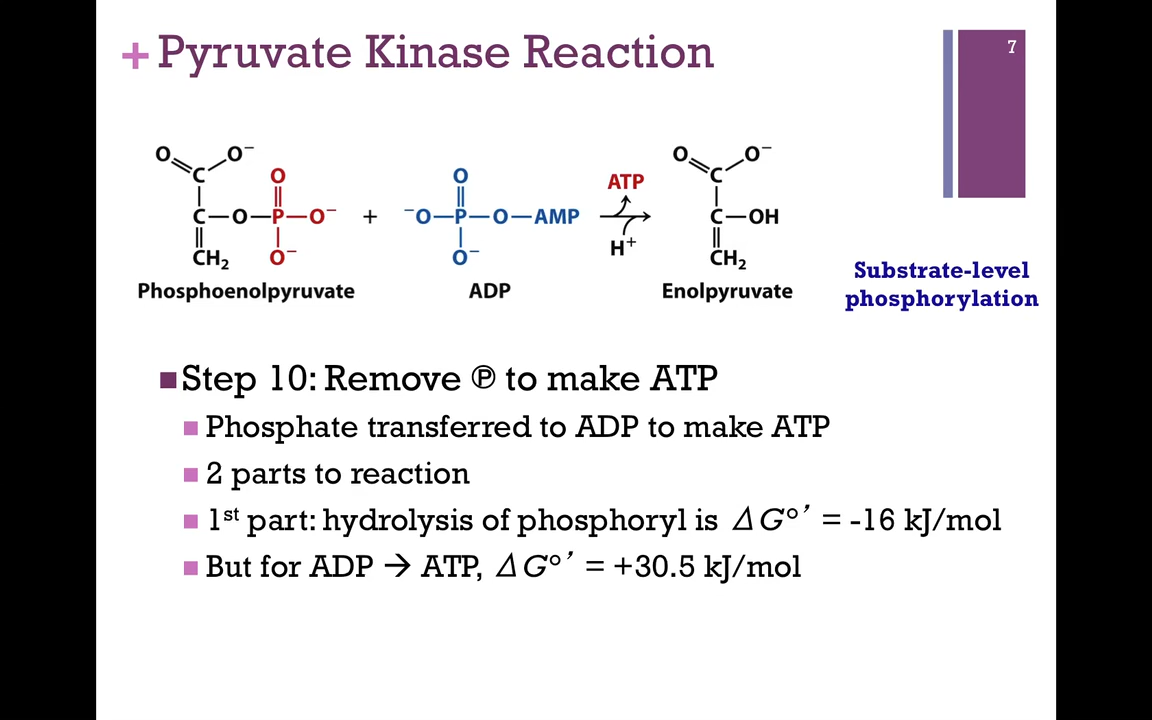 + Pyruvate Kinase Reaction
7
O O⁻ O O O O⁻
C C
C—O—P—O⁻ + ⁻O—P—O—AMP ATP C—OH
H⁺
CH₂ O⁻ O⁻ CH₂
Phosphoenolpyruvate ADP Enolpyruvate
Substrate-level
phosphorylation
■ Step 10: Remove Ⓟ to make ATP
■ Phosphate transferred to ADP to make ATP
■ 2 parts to reaction
■ 1st part: hydrolysis of phosphoryl is ΔG°′ = -16 kJ/mol
■ But for ADP → ATP, ΔG°′ = +30.5 kJ/mol